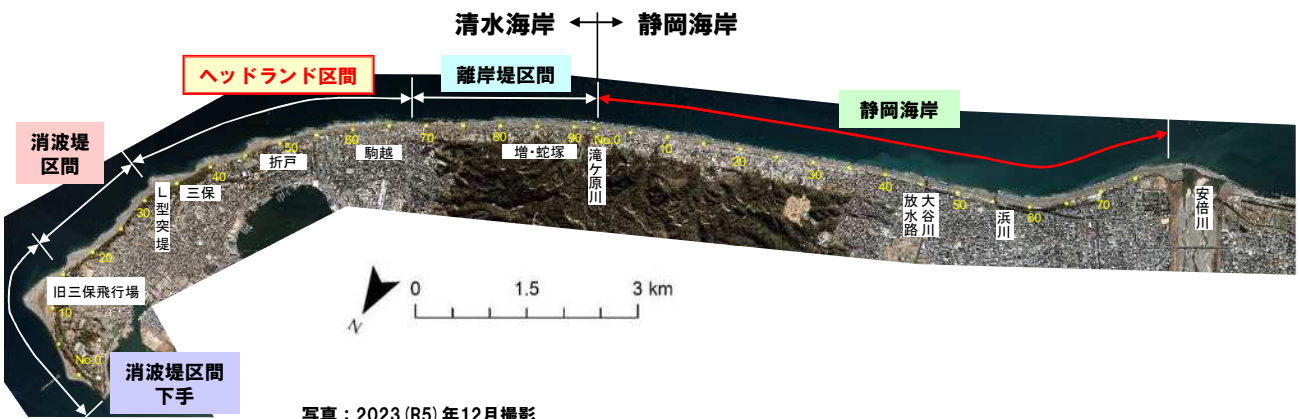 清水海岸 ←→ 静岡海岸
ヘッドランド区間
離岸堤区間
静岡海岸
消波堤
区間
消波堤区間
下手
旧三保飛行場
L型突堤
三保
折戸
駒越
増・蛇塚
滝ケ原川
大谷川
放水路
浜川
安倍川
No.0
10
20
30
40
50
60
70
80
90
No.0
10
20
30
40
50
60
70
N
0 1.5 3 km
写真：2023(R5)年12月撮影